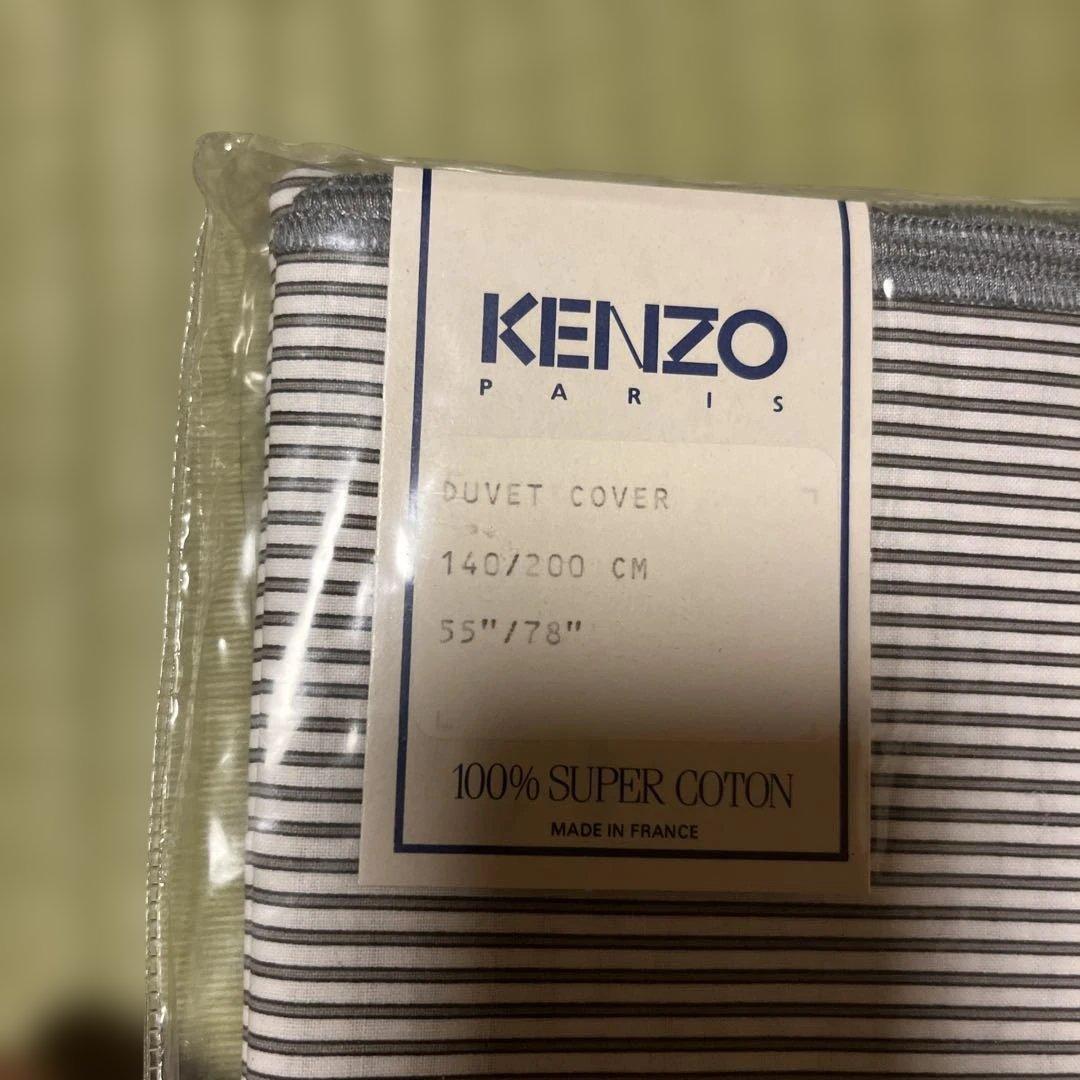 KENZO
PARIS
DUVET COVER
140/200 CM
55"/78"
100% SUPER COTON
MADE IN FRANCE